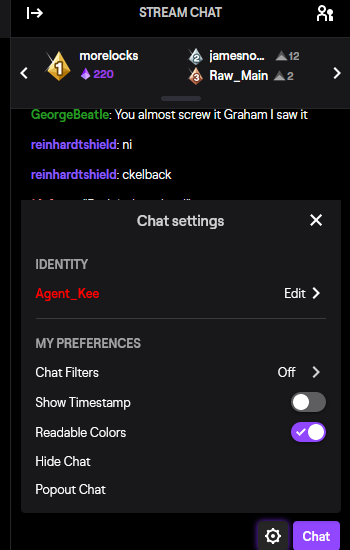 STREAM CHAT
1 morelocks 220
2 jamesno... 12
3 Raw_Main 2
GeorgeBeatle: You almost screw it Graham I saw it
reinhardtshield: ni
reinhardtshield: ckelback
Chat settings
IDENTITY
Agent_Kee Edit
MY PREFERENCES
Chat Filters Off
Show Timestamp
Readable Colors
Hide Chat
Popout Chat
Chat